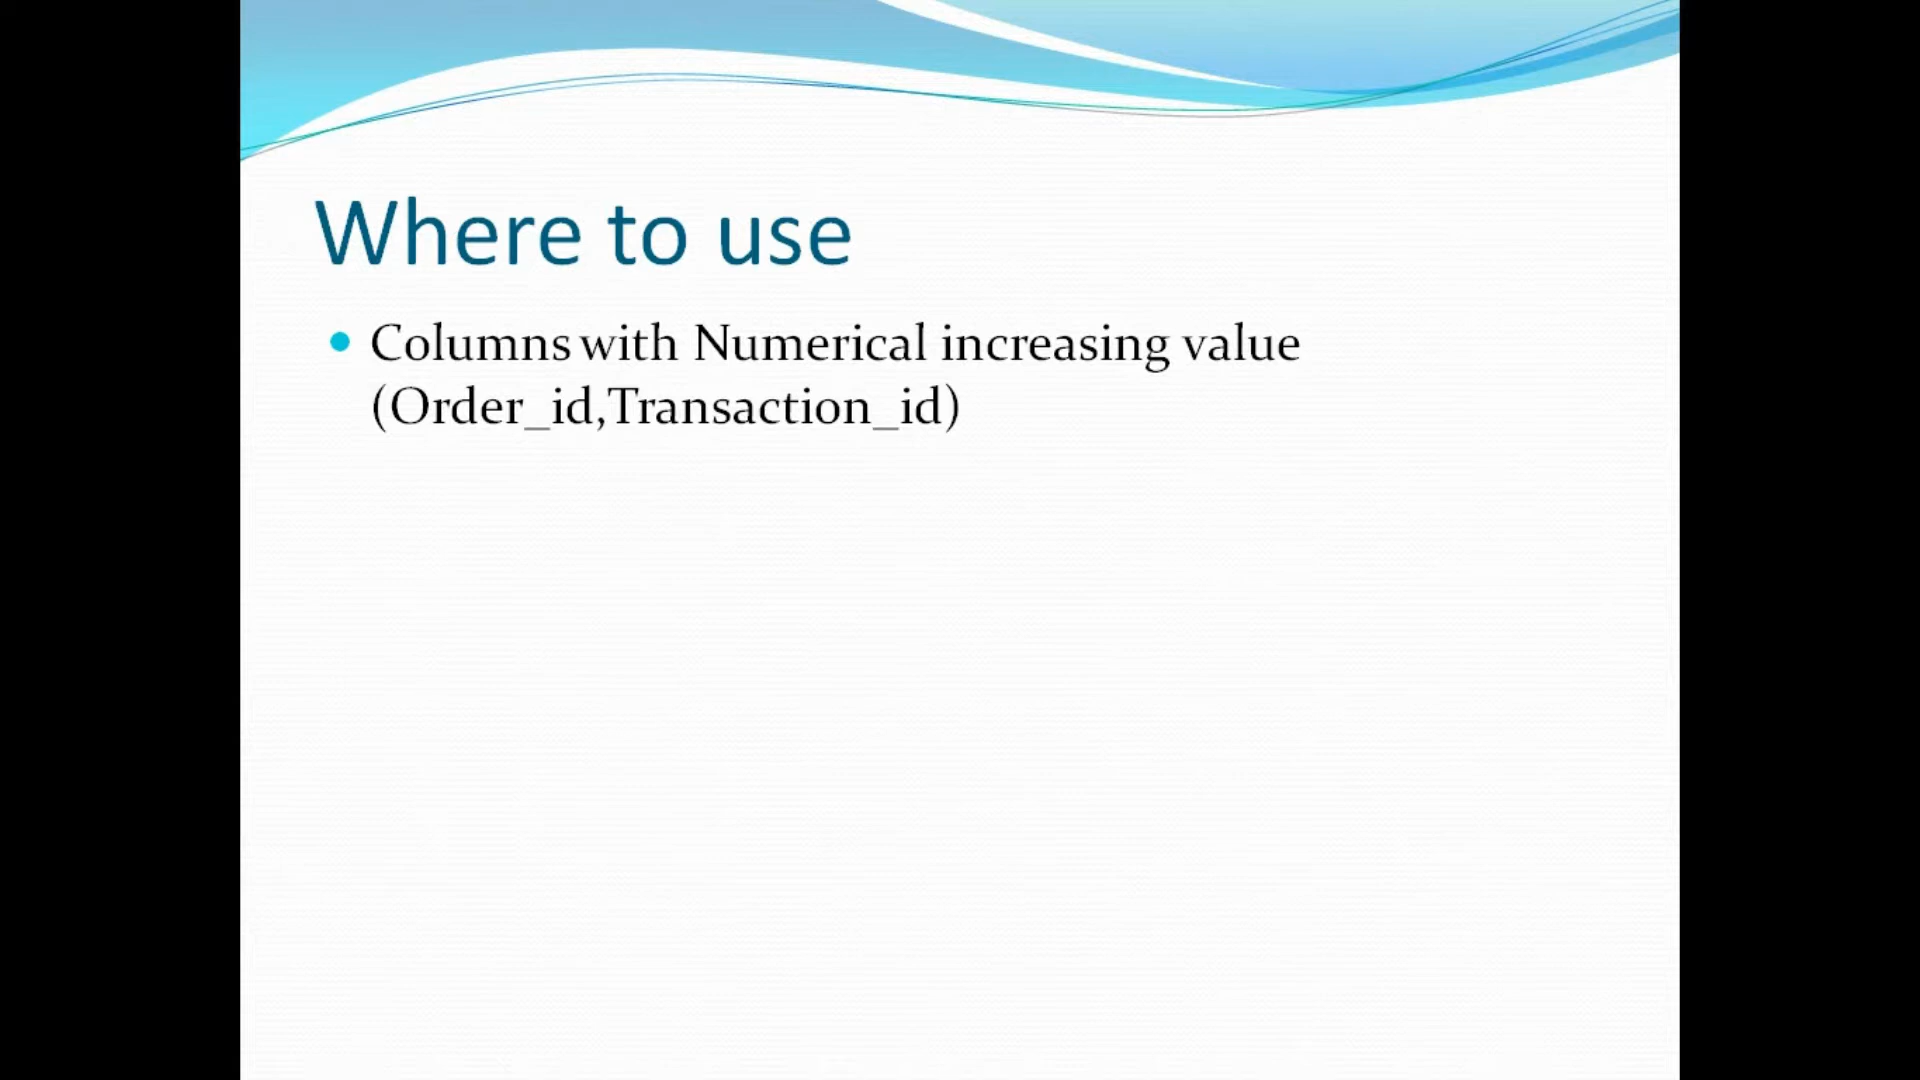 Where to use
• Columns with Numerical increasing value
(Order_id,Transaction_id)